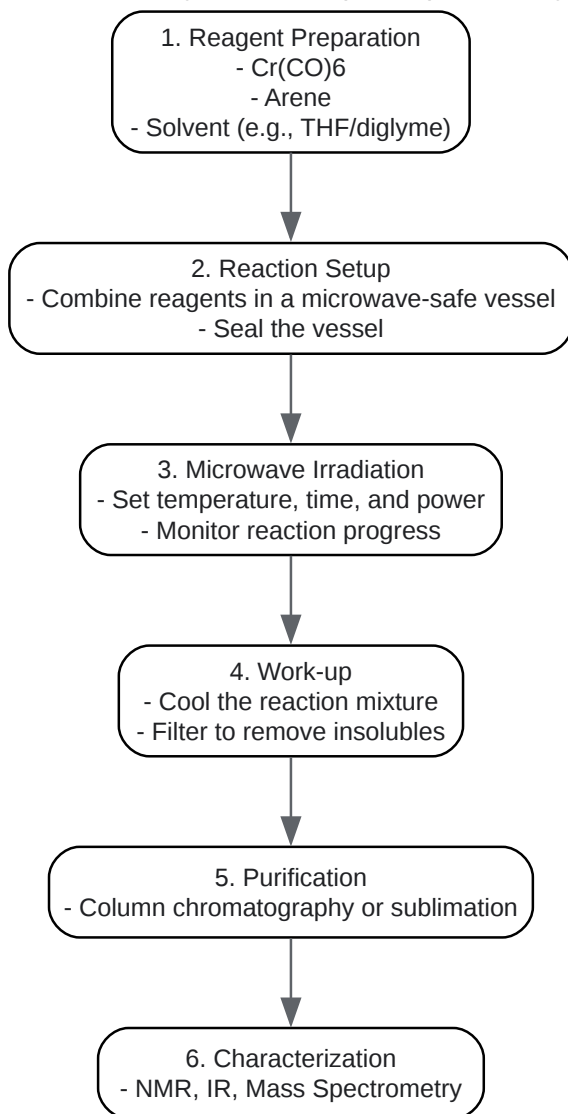 1. Reagent Preparation
- Cr(CO)6
- Arene
- Solvent (e.g., THF/diglyme)
2. Reaction Setup
- Combine reagents in a microwave-safe vessel
- Seal the vessel
3. Microwave Irradiation
- Set temperature, time, and power
- Monitor reaction progress
4. Work-up
- Cool the reaction mixture
- Filter to remove insolubles
5. Purification
- Column chromatography or sublimation
6. Characterization
- NMR, IR, Mass Spectrometry